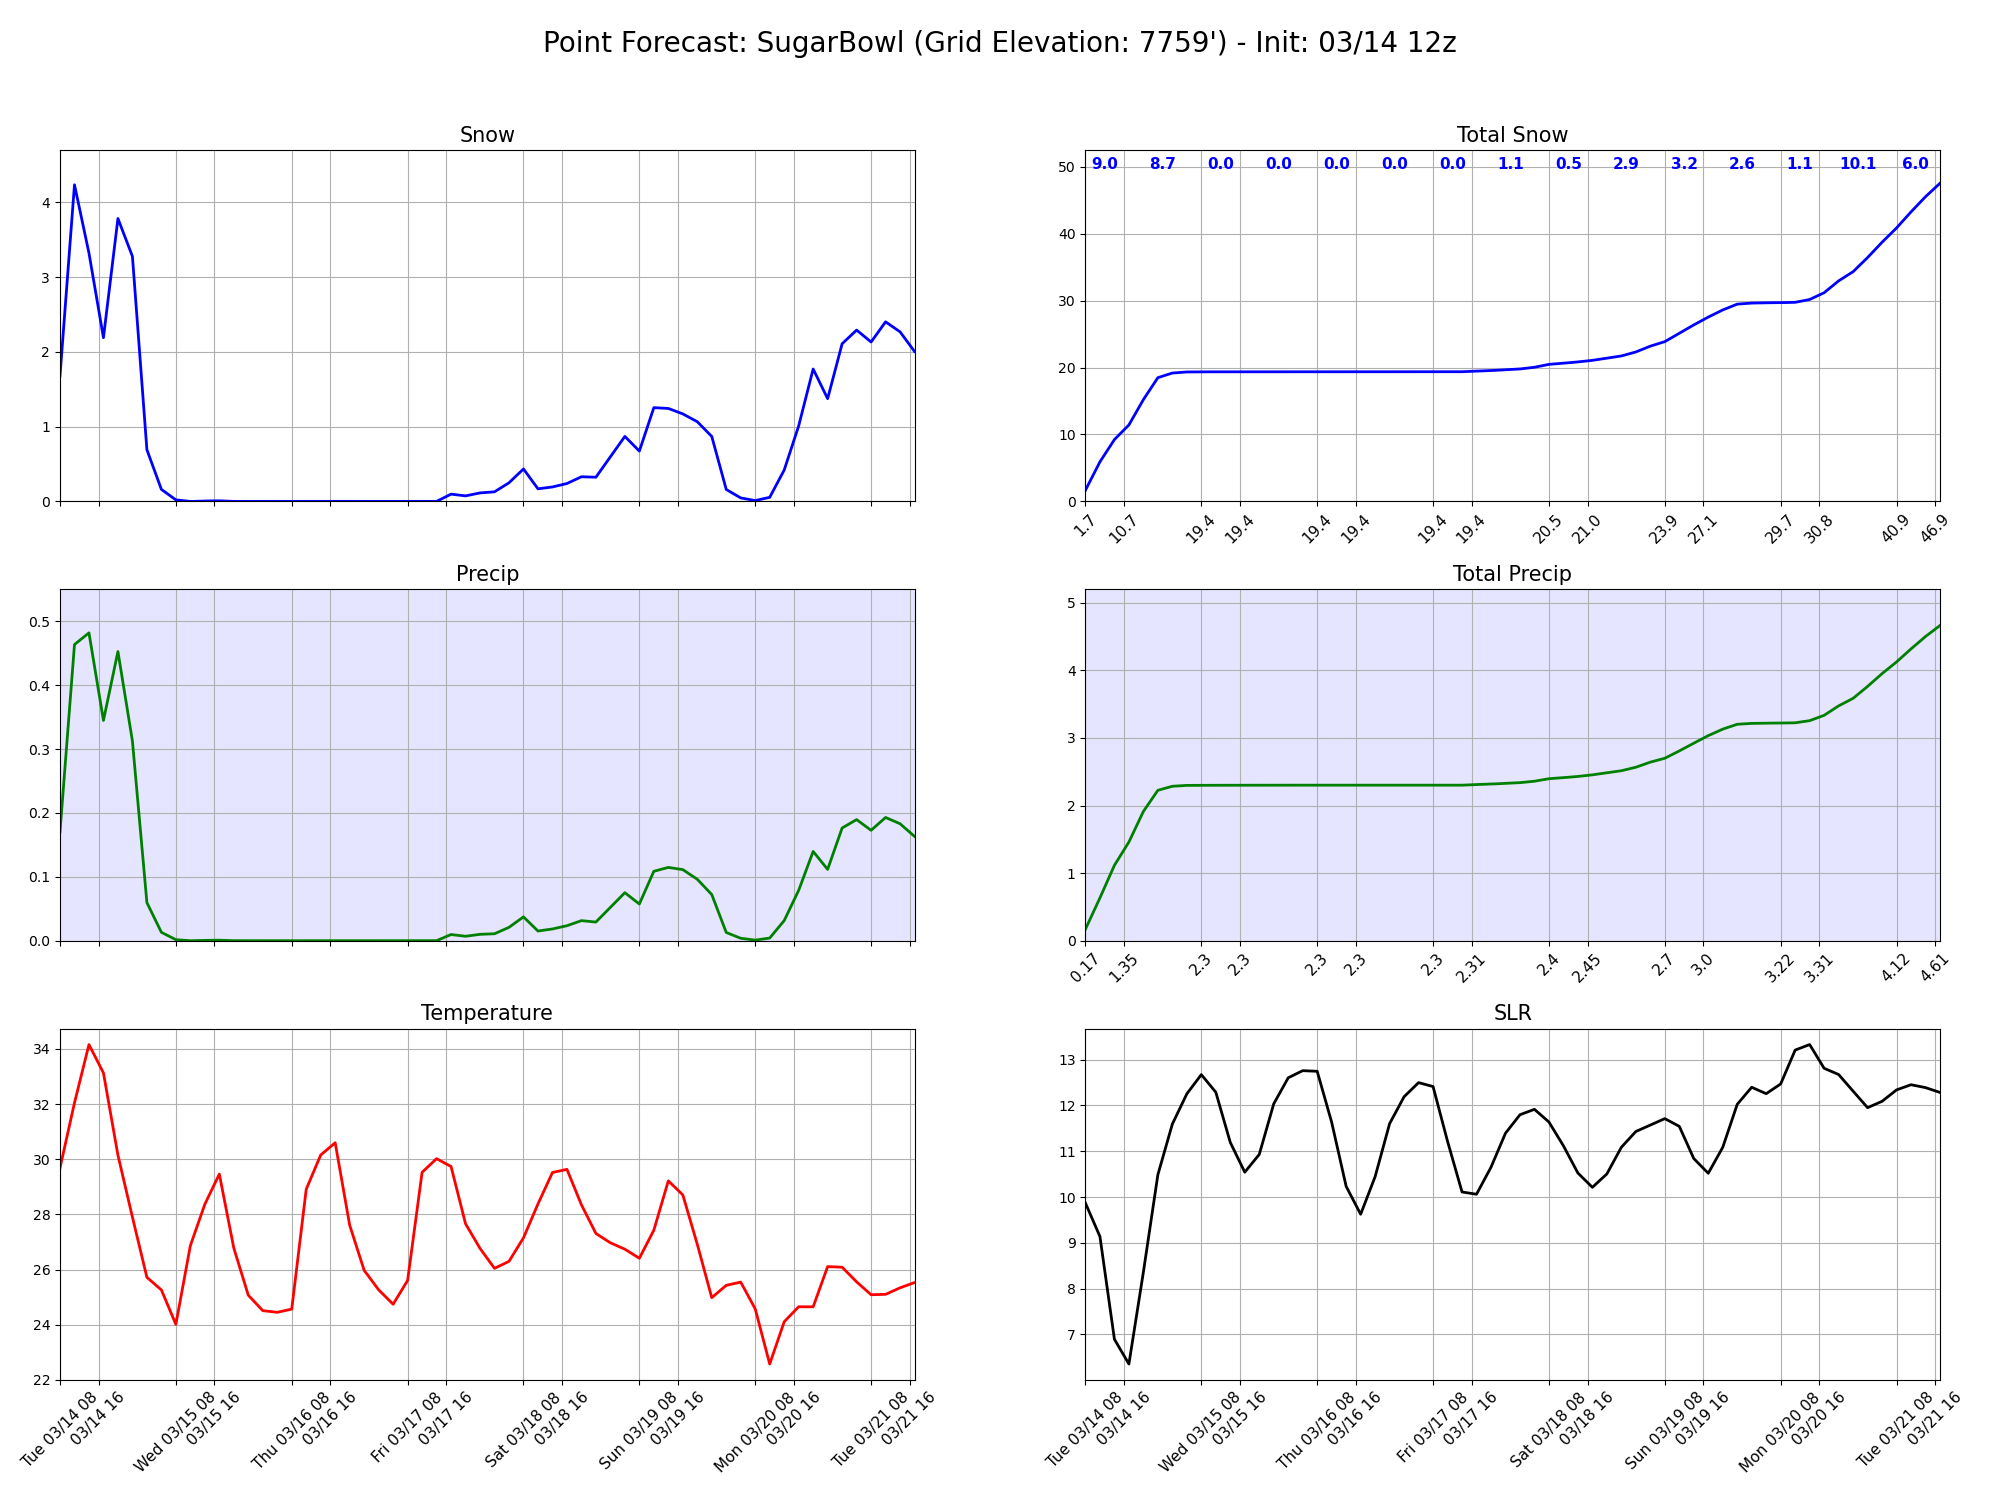 Point Forecast: SugarBowl (Grid Elevation: 7759') - Init: 03/14 12z
Snow
4
3
2
1
0
Total Snow
9.0 8.7 0.0 0.0 0.0 0.0 0.0 1.1 0.5 2.9 3.2 2.6 1.1 10.1 6.0
50
40
30
20
10
0
1.7 10.7 19.4 19.4 19.4 19.4 19.4 19.4 20.5 21.0 23.9 27.1 29.7 30.8 40.9 46.9
Precip
0.5
0.4
0.3
0.2
0.1
0.0
Total Precip
5
4
3
2
1
0
0.17 1.35 2.3 2.3 2.3 2.3 2.3 2.31 2.4 2.45 2.7 3.0 3.22 3.31 4.12 4.61
Temperature
34
32
30
28
26
24
22
Tue 03/14 08
03/14 16
Wed 03/15 08
03/15 16
Thu 03/16 08
03/16 16
Fri 03/17 08
03/17 16
Sat 03/18 08
03/18 16
Sun 03/19 08
03/19 16
Mon 03/20 08
03/20 16
Tue 03/21 08
03/21 16
SLR
13
12
11
10
9
8
7
Tue 03/14 08
03/14 16
Wed 03/15 08
03/15 16
Thu 03/16 08
03/16 16
Fri 03/17 08
03/17 16
Sat 03/18 08
03/18 16
Sun 03/19 08
03/19 16
Mon 03/20 08
03/20 16
Tue 03/21 08
03/21 16